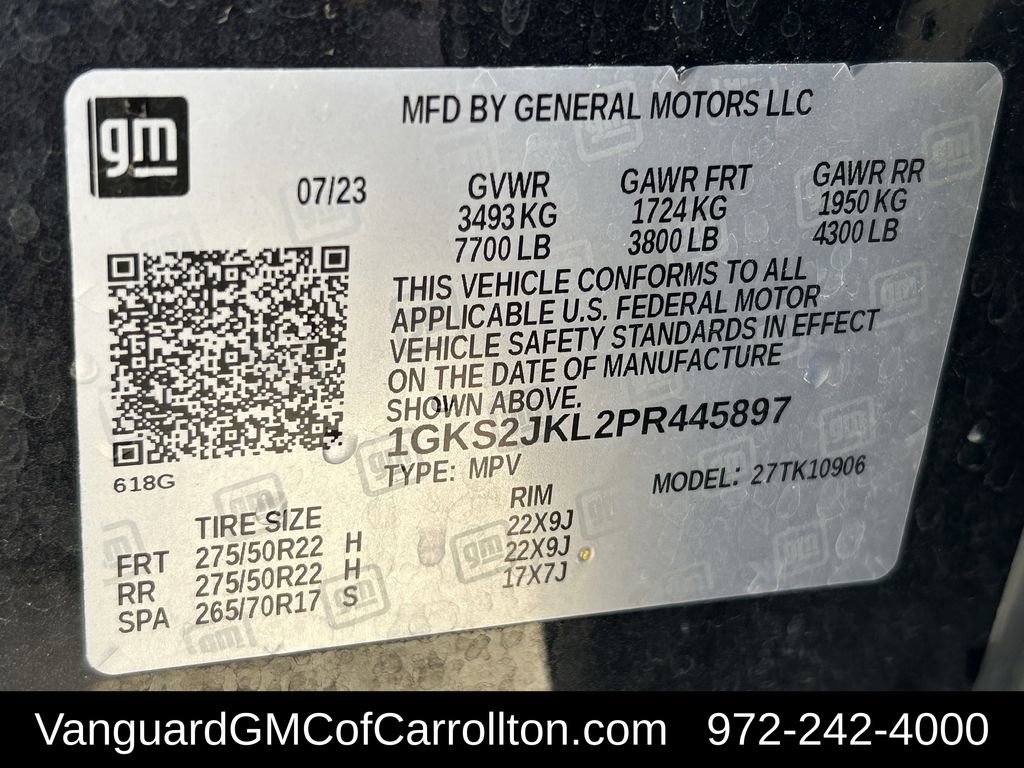 gm
MFD BY GENERAL MOTORS LLC
07/23
GVWR GAWR FRT GAWR RR
3493 KG 1724 KG 1950 KG
7700 LB 3800 LB 4300 LB
THIS VEHICLE CONFORMS TO ALL
APPLICABLE U.S. FEDERAL MOTOR
VEHICLE SAFETY STANDARDS IN EFFECT
ON THE DATE OF MANUFACTURE
SHOWN ABOVE.
1GKS2JKL2PR445897
TYPE: MPV MODEL: 27TK10906
618G
TIRE SIZE RIM
FRT 275/50R22 H 22X9J
RR 275/50R22 H 22X9J
SPA 265/70R17 S 17X7J
VanguardGMCofCarrollton.com 972-242-4000